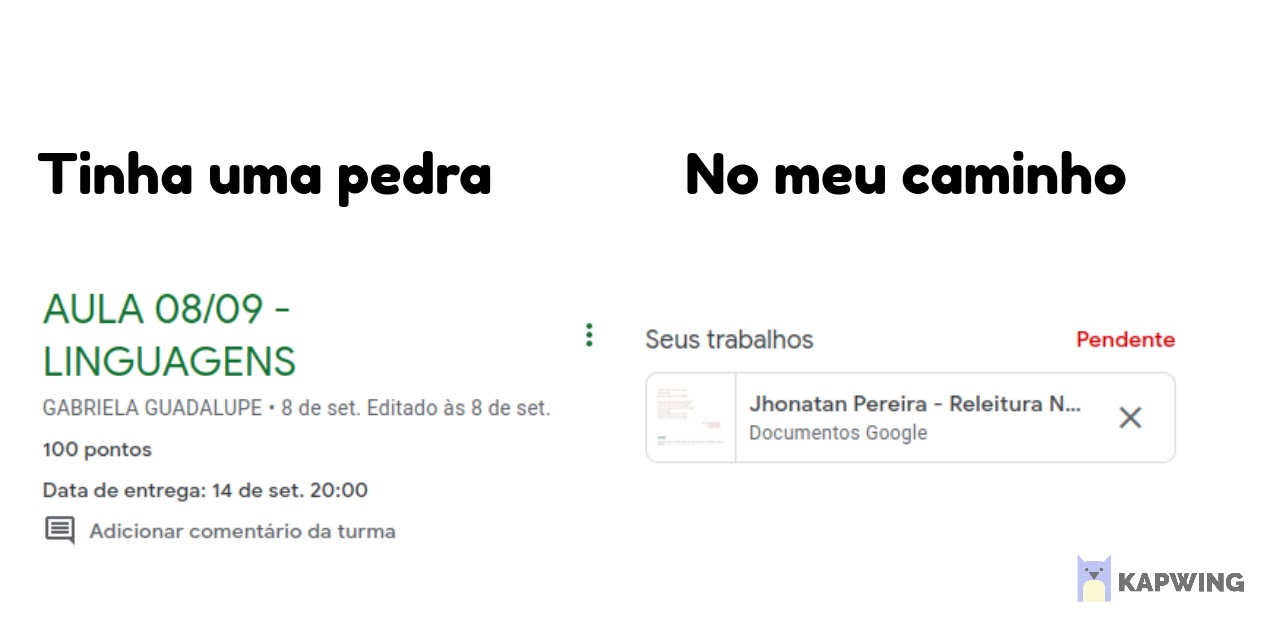 Tinha uma pedra
No meu caminho
AULA 08/09 -
LINGUAGENS
GABRIELA GUADALUPE • 8 de set. Editado às 8 de set.
100 pontos
Data de entrega: 14 de set. 20:00
Adicionar comentário da turma
Seus trabalhos
Pendente
Jhonatan Pereira - Releitura N...
Documentos Google
KAPWING